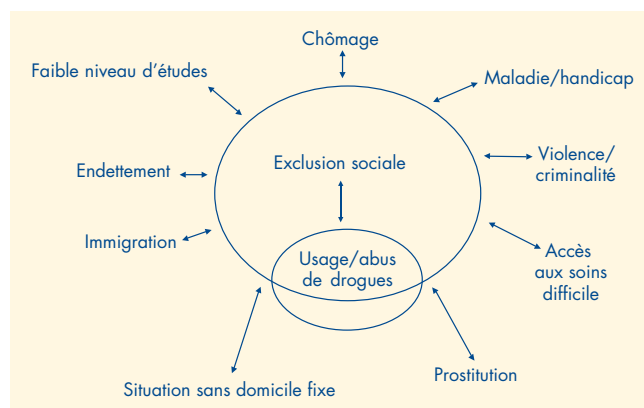 Chômage
Faible niveau d'études
Maladie/handicap
Exclusion sociale
Violence/
criminalité
Endettement
Immigration
Usage/abus
de drogues
Accès
aux soins
difficile
Situation sans domicile fixe
Prostitution